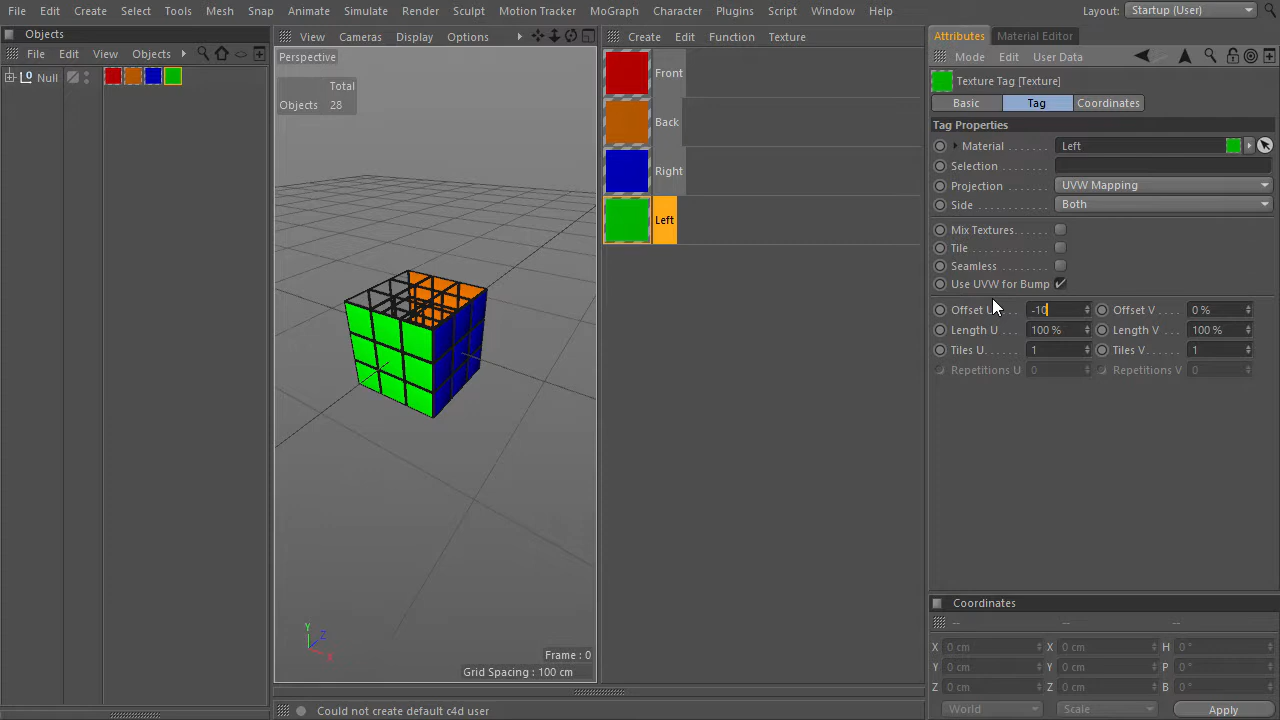 File Edit Create Select Tools Mesh Snap Animate Simulate Render Sculpt Motion Tracker MoGraph Character Plugins Script Window Help Layout: Startup (User)
Objects
File Edit View Objects
Null
View Cameras Display Options
Perspective
Total
Objects 28
Y
Z
X
Frame : 0
Grid Spacing : 100 cm
Could not create default c4d user
Create Edit Function Texture
Front
Back
Right
Left
Attributes Material Editor
Mode Edit User Data
Texture Tag [Texture]
Basic Tag Coordinates
Tag Properties
Material Left
Selection
Projection UVW Mapping
Side Both
Mix Textures
Tile
Seamless
Use UVW for Bump
Offset U -10 Offset V 0 %
Length U 100 % Length V 100 %
Tiles U 1 Tiles V 1
Repetitions U 0 Repetitions V 0
Coordinates
-- -- --
X 0 cm X 0 cm H 0 °
Y 0 cm Y 0 cm P 0 °
Z 0 cm Z 0 cm B 0 °
World Scale Apply